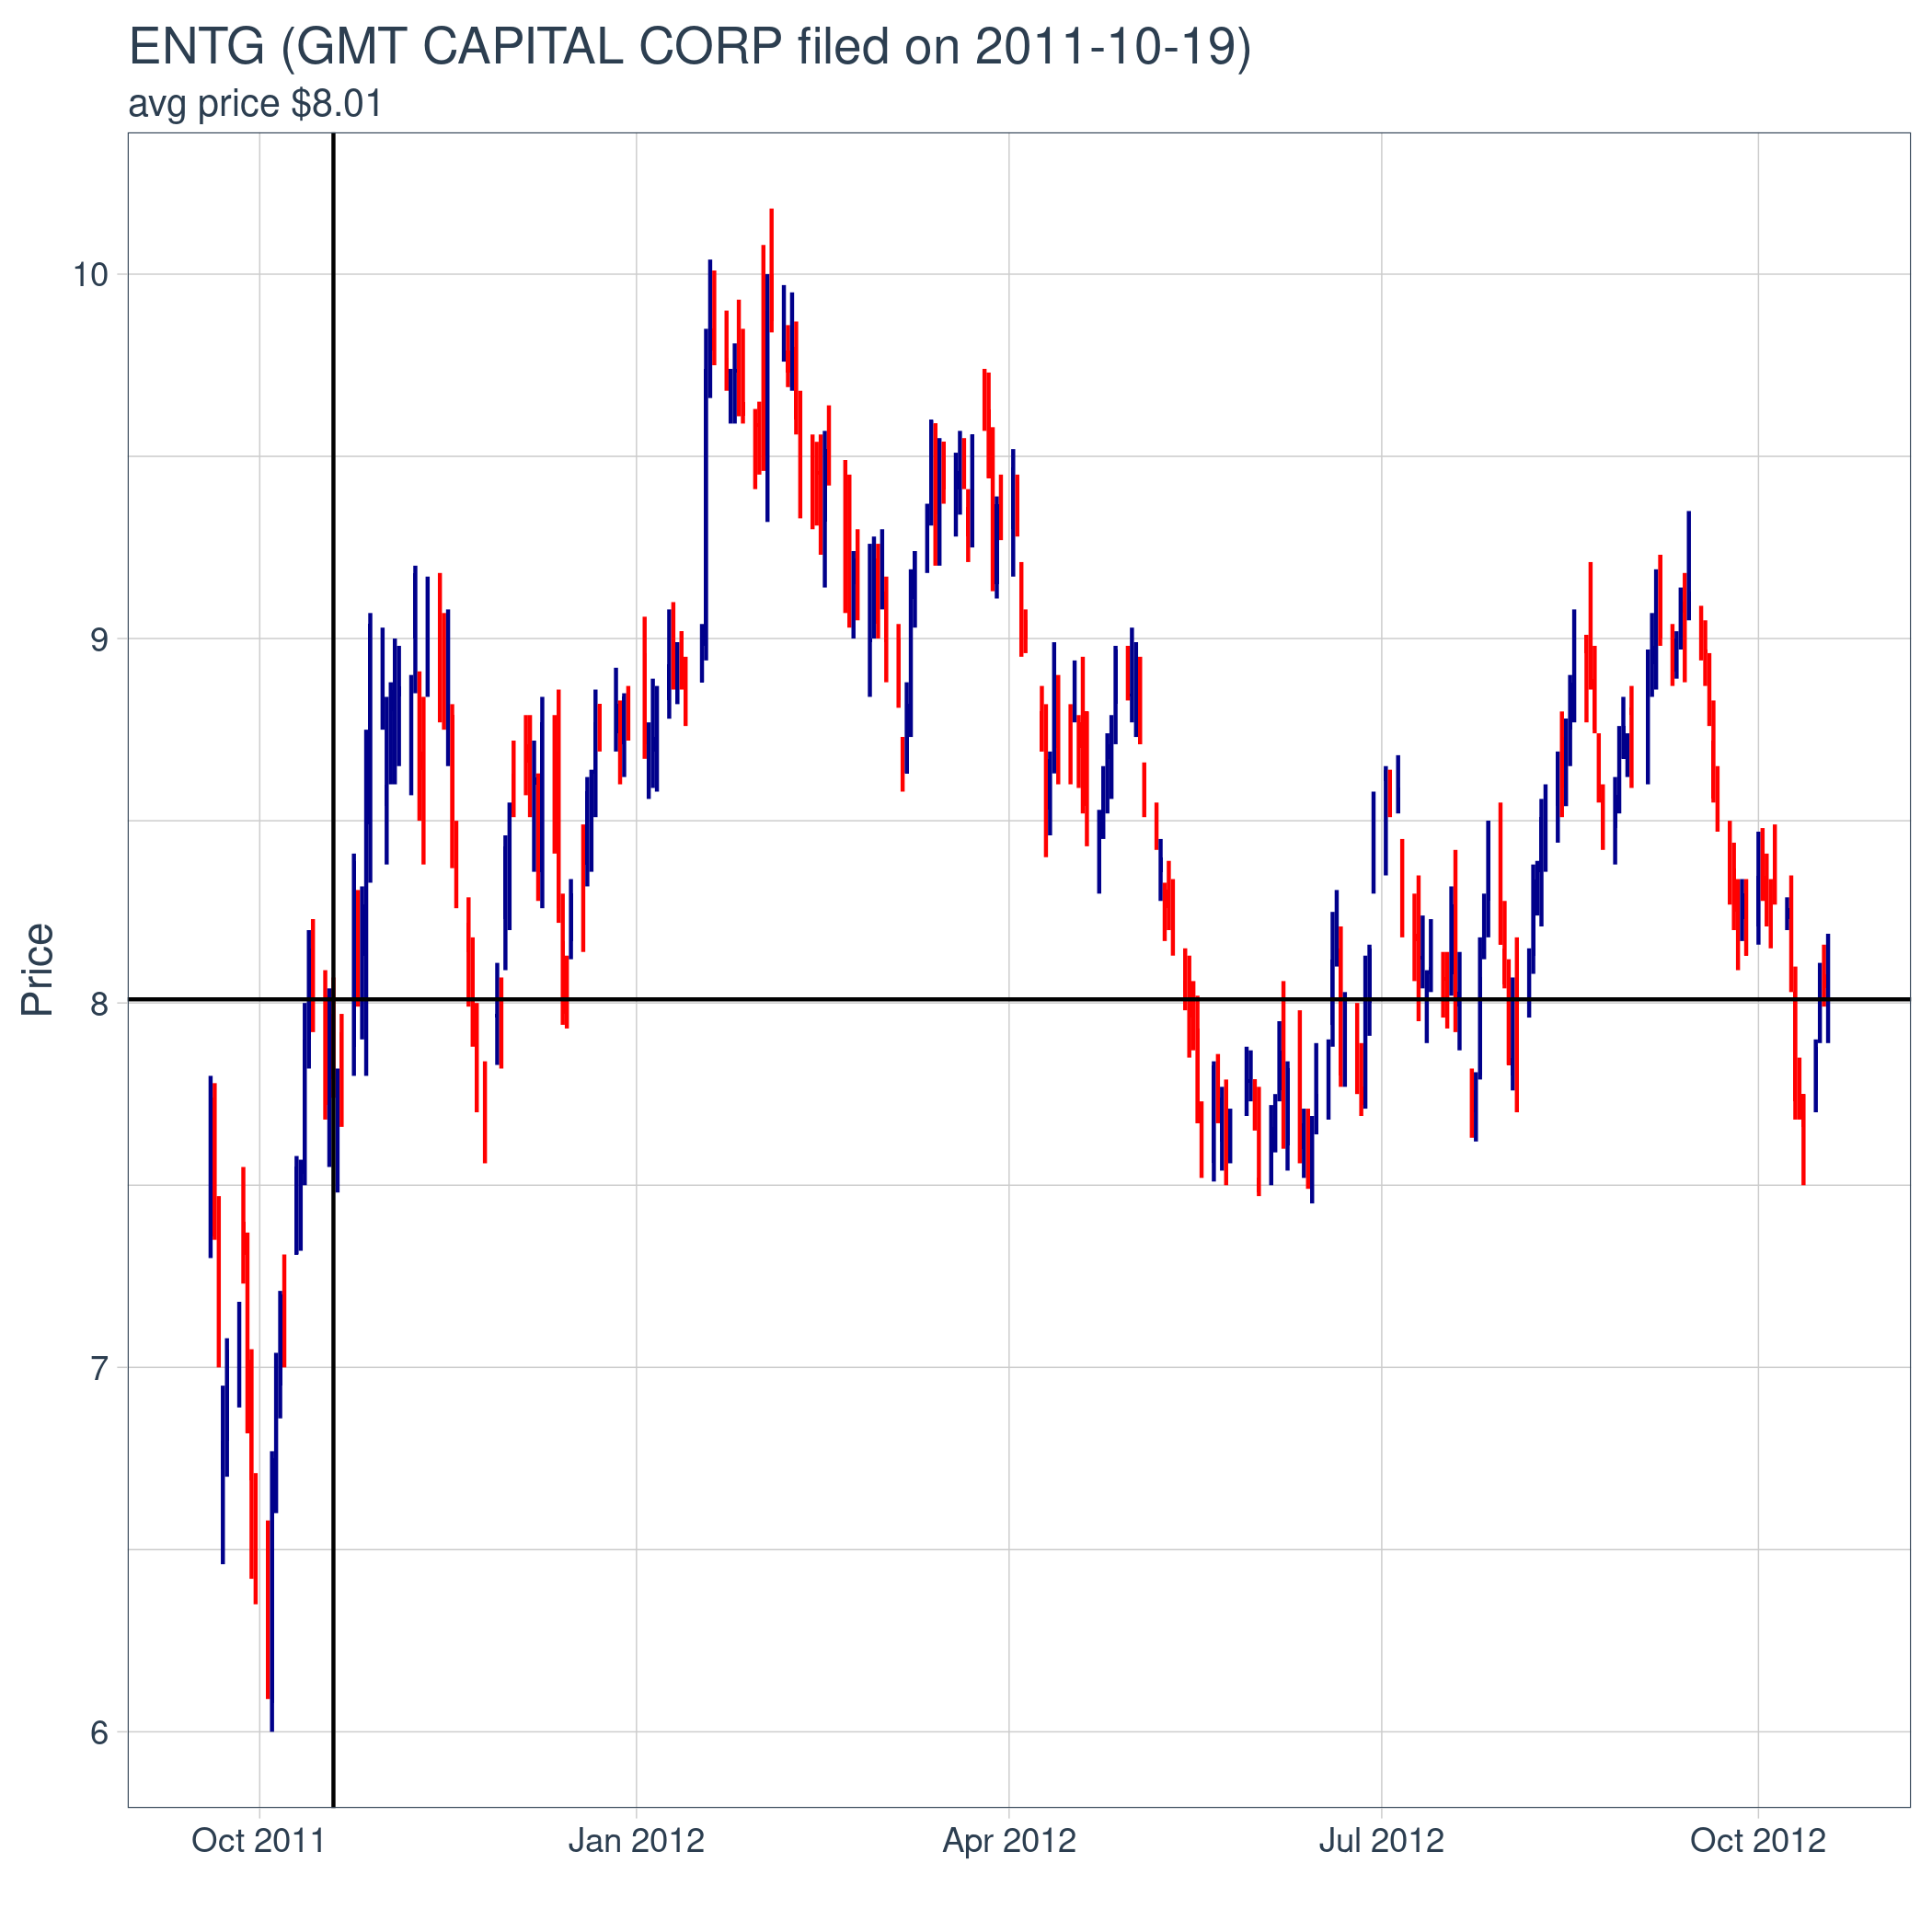 ENTG (GMT CAPITAL CORP filed on 2011-10-19)
avg price $8.01
Price
10
9
8
7
6
Oct 2011
Jan 2012
Apr 2012
Jul 2012
Oct 2012